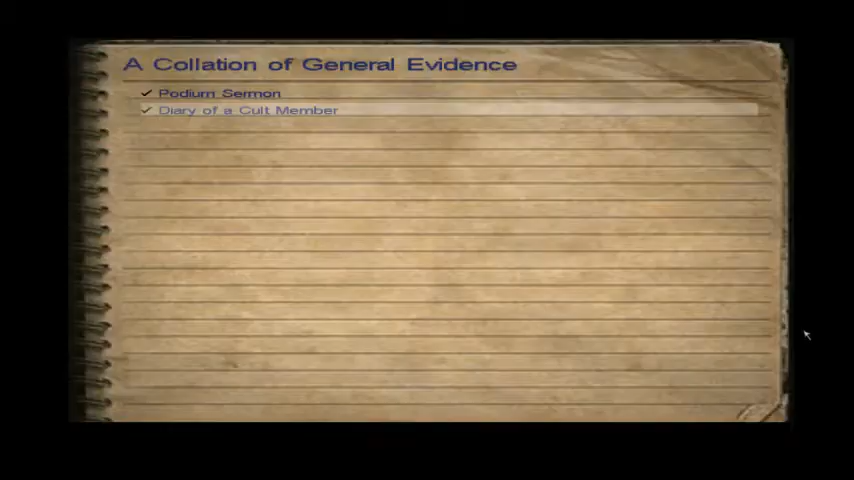 A Collation of General Evidence
Podium Sermon
Diary of a Cult Member